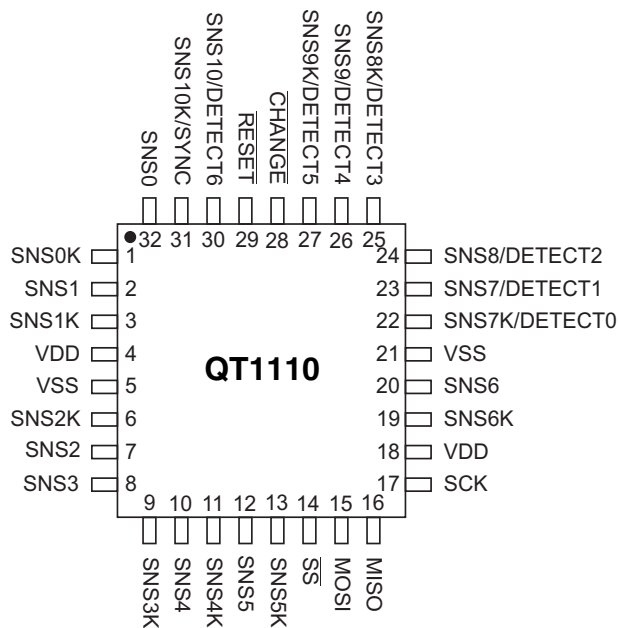 SNS0
SNS10K/SYNC
SNS10/DETECT6
RESET
CHANGE
SNS9K/DETECT5
SNS9/DETECT4
SNS8K/DETECT3
32 31 30 29 28 27 26 25
SNS0K 1
SNS1 2
SNS1K 3
VDD 4
VSS 5
SNS2K 6
SNS2 7
SNS3 8
QT1110
24 SNS8/DETECT2
23 SNS7/DETECT1
22 SNS7K/DETECT0
21 VSS
20 SNS6
19 SNS6K
18 VDD
17 SCK
9 10 11 12 13 14 15 16
SNS3K
SNS4
SNS4K
SNS5
SNS5K
SS
MOSI
MISO